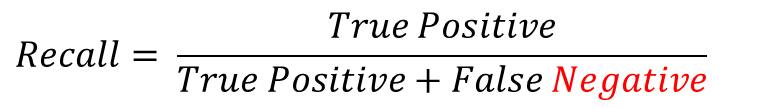 Recall = True Positive / True Positive + False Negative